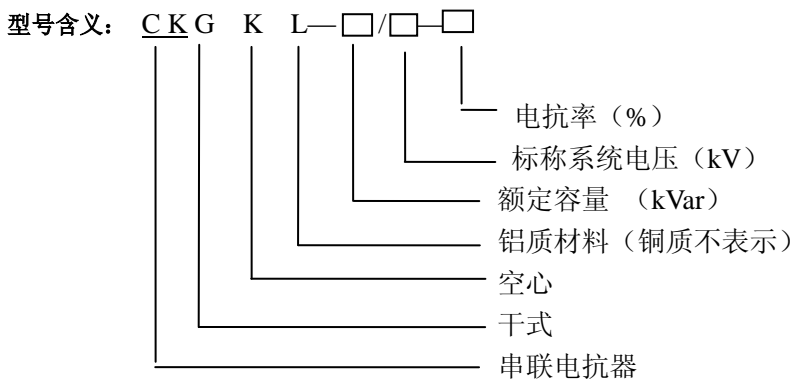 型号含义： C K G K L—□/□—□
电抗率（%）
标称系统电压（kV）
额定容量 （kVar）
铝质材料（铜质不表示）
空心
干式
串联电抗器